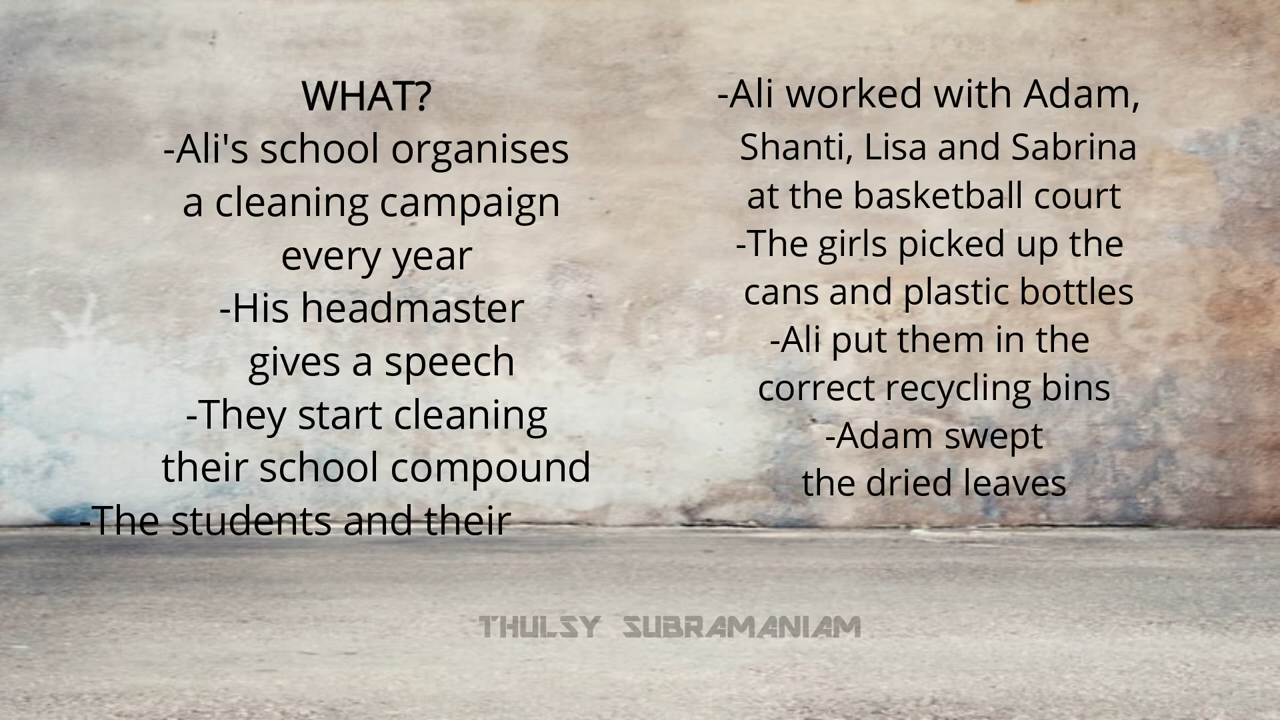 WHAT?
-Ali's school organises
a cleaning campaign
every year
-His headmaster
gives a speech
-They start cleaning
their school compound
-The students and their
-Ali worked with Adam,
Shanti, Lisa and Sabrina
at the basketball court
-The girls picked up the
cans and plastic bottles
-Ali put them in the
correct recycling bins
-Adam swept
the dried leaves
THULSY SUBRAMANIAM